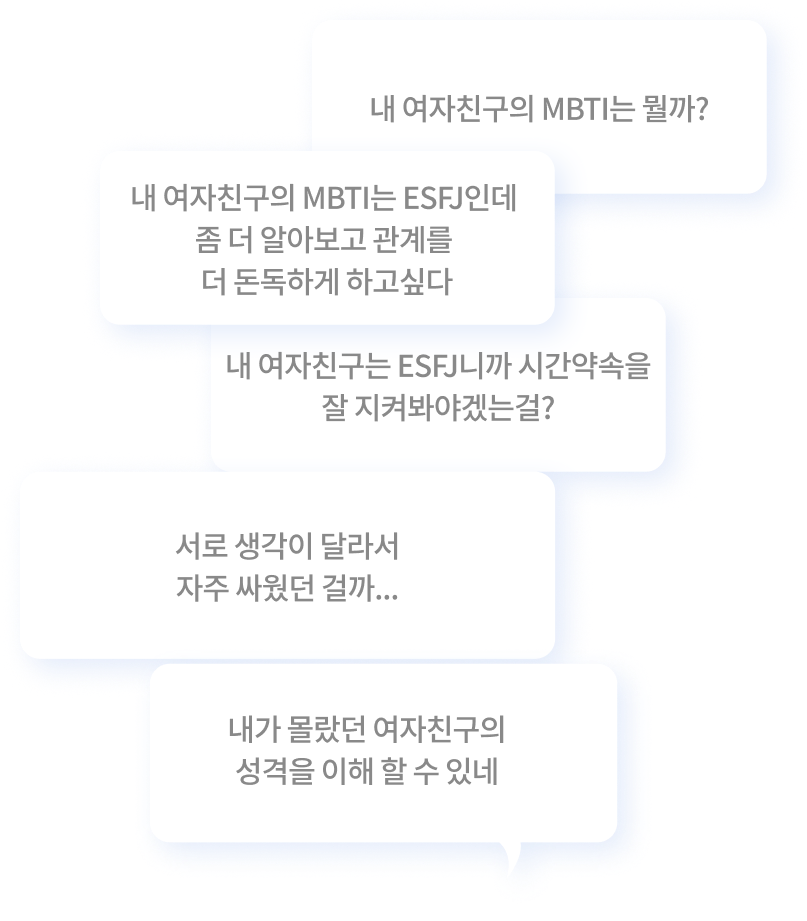 내 여자친구의 MBTI는 뭘까?
내 여자친구의 MBTI는 ESFJ인데
좀 더 알아보고 관계를
더 돈독하게 하고싶다
내 여자친구는 ESFJ니까 시간약속을
잘 지켜봐야겠는걸?
서로 생각이 달라서
자주 싸웠던 걸까...
내가 몰랐던 여자친구의
성격을 이해 할 수 있네